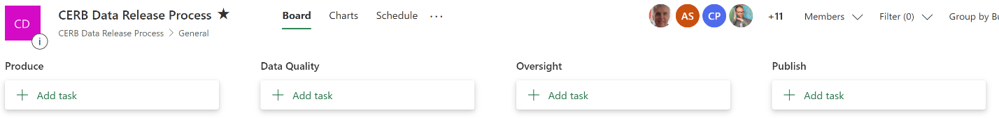 CD
CERB Data Release Process ★
CERB Data Release Process > General
i
Board Charts Schedule ...
AS CP +11 Members Filter (0) Group by Bu
Produce Data Quality Oversight Publish
+ Add task + Add task + Add task + Add task